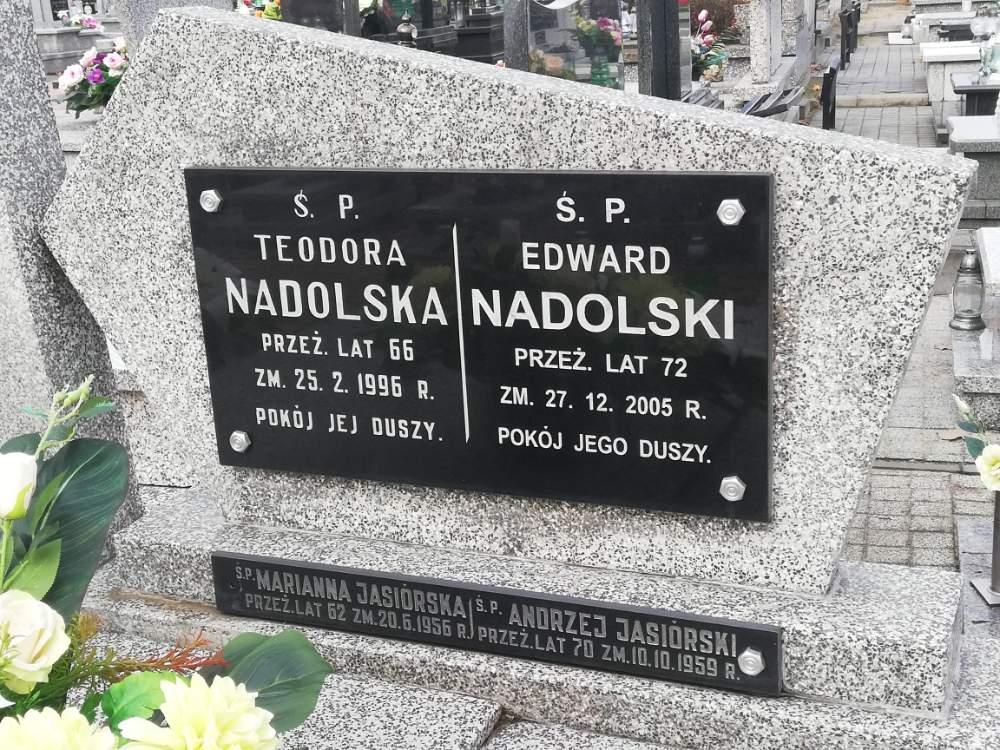 Ś. P.
TEODORA
NADOLSKA
PRZEŻ. LAT 66
ZM. 25. 2. 1996 R.
POKÓJ JEJ DUSZY.
Ś. P.
EDWARD
NADOLSKI
PRZEŻ. LAT 72
ZM. 27. 12. 2005 R.
POKÓJ JEGO DUSZY.
Ś.P. MARIANNA JASIÓRSKA
PRZEŻ. LAT 62 ZM. 20.6.1956 R.
Ś.P. ANDRZEJ JASIÓRSKI
PRZEŻ. LAT 70 ZM. 10.10.1959 R.